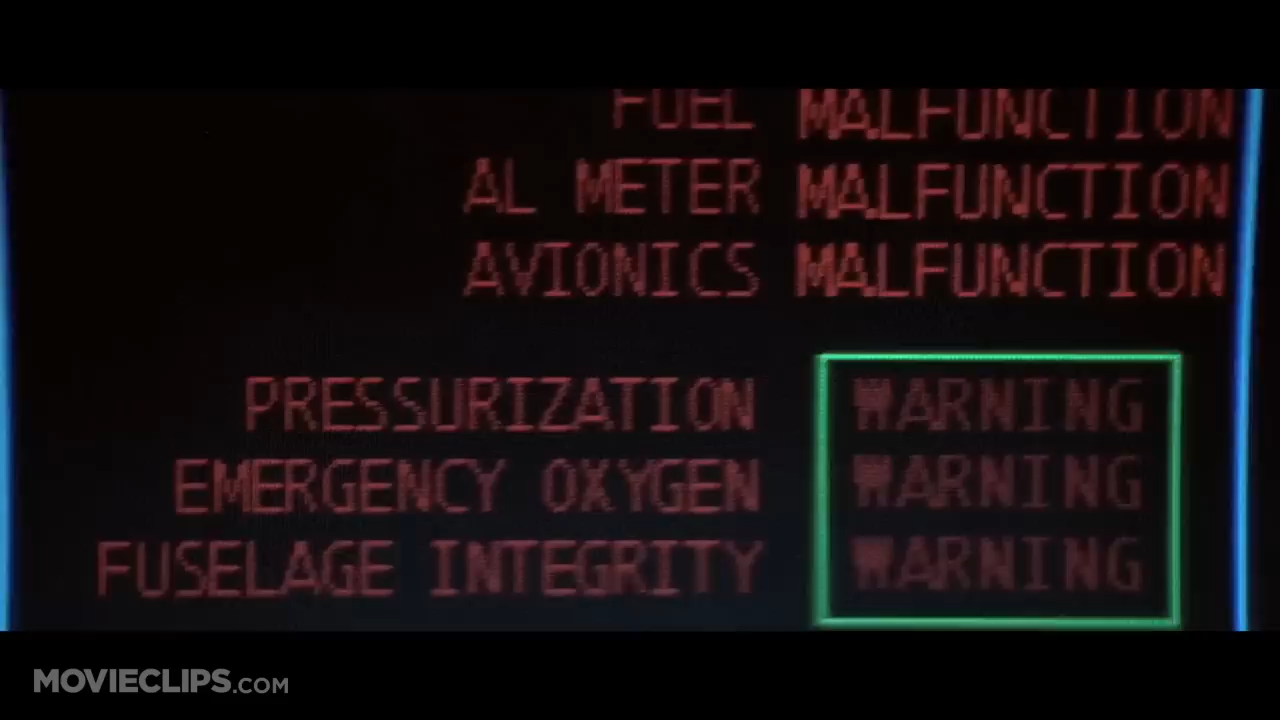 FUEL MALFUNCTION
AL METER MALFUNCTION
AVIONICS MALFUNCTION
PRESSURIZATION WARNING
EMERGENCY OXYGEN WARNING
FUSELAGE INTEGRITY WARNING
MOVIECLIPS.COM